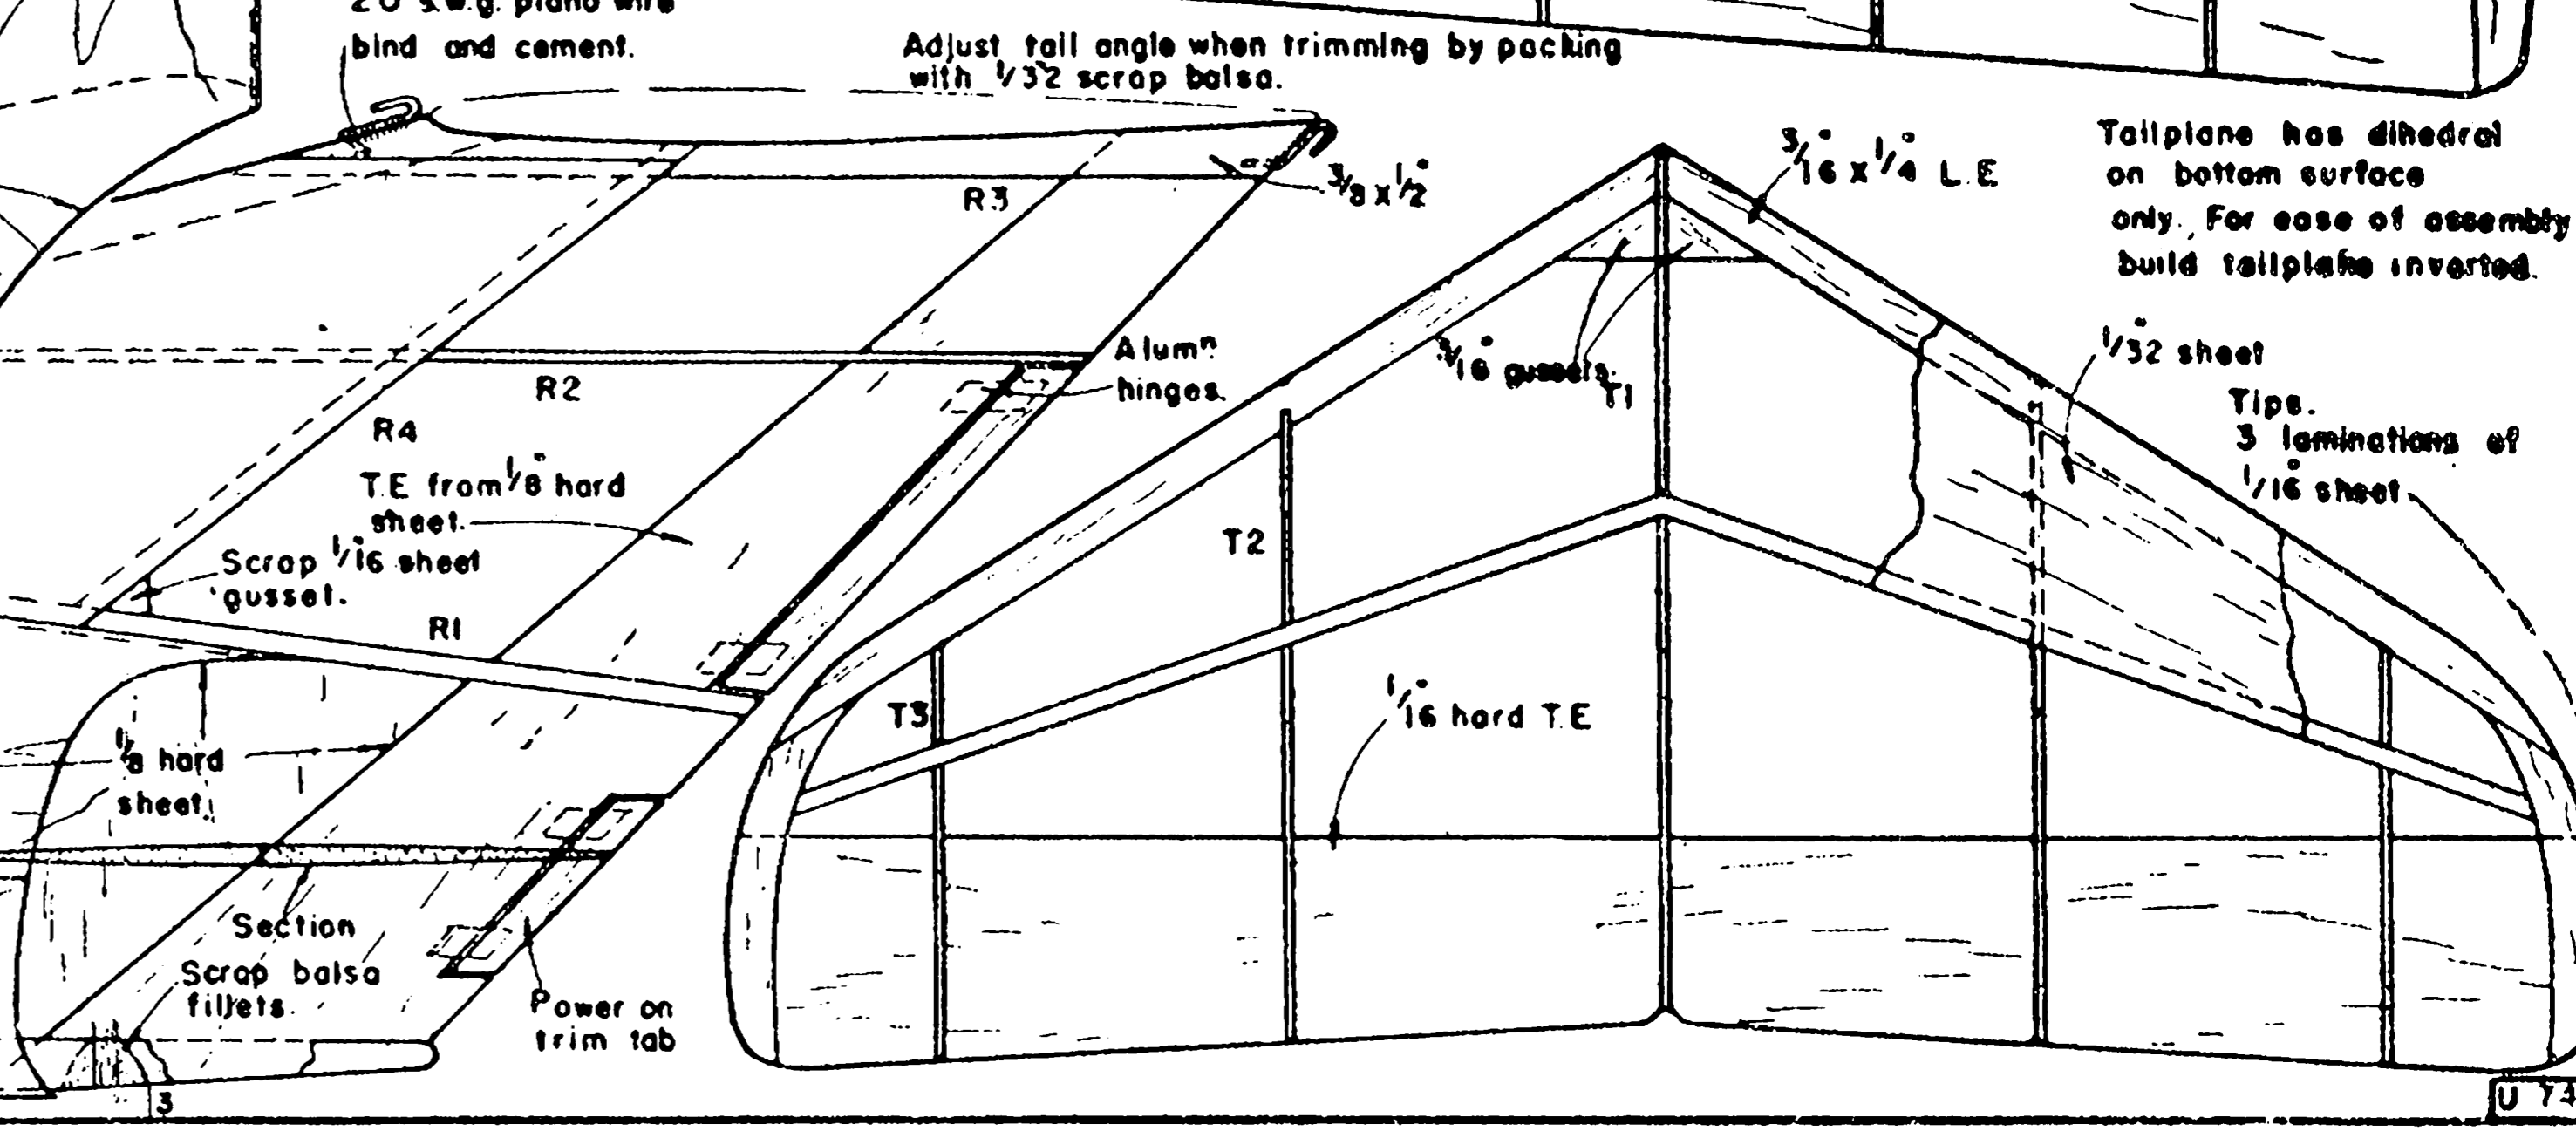 20 s.w.g. piano wire
bind and cement.
Adjust tail angle when trimming by packing
with 1/32 scrap balsa.
R3
3/8 x 1/2"
3/16" x 1/4" L.E
Tailplane has dihedral
on bottom surface
only. For ease of assembly
build tailplane inverted.
Alumn
hinges.
R2
R4
3/16" gussets.
T1
1/32" sheet
Tips.
3 laminations of
1/16" sheet
T.E from 1/8" hard
sheet.
Scrap 1/16" sheet
gusset.
R1
T2
T3
1/16" hard T.E
1/8 hard
sheet.
Section
Scrap balsa
fillets.
Power on
trim tab
3
U 74